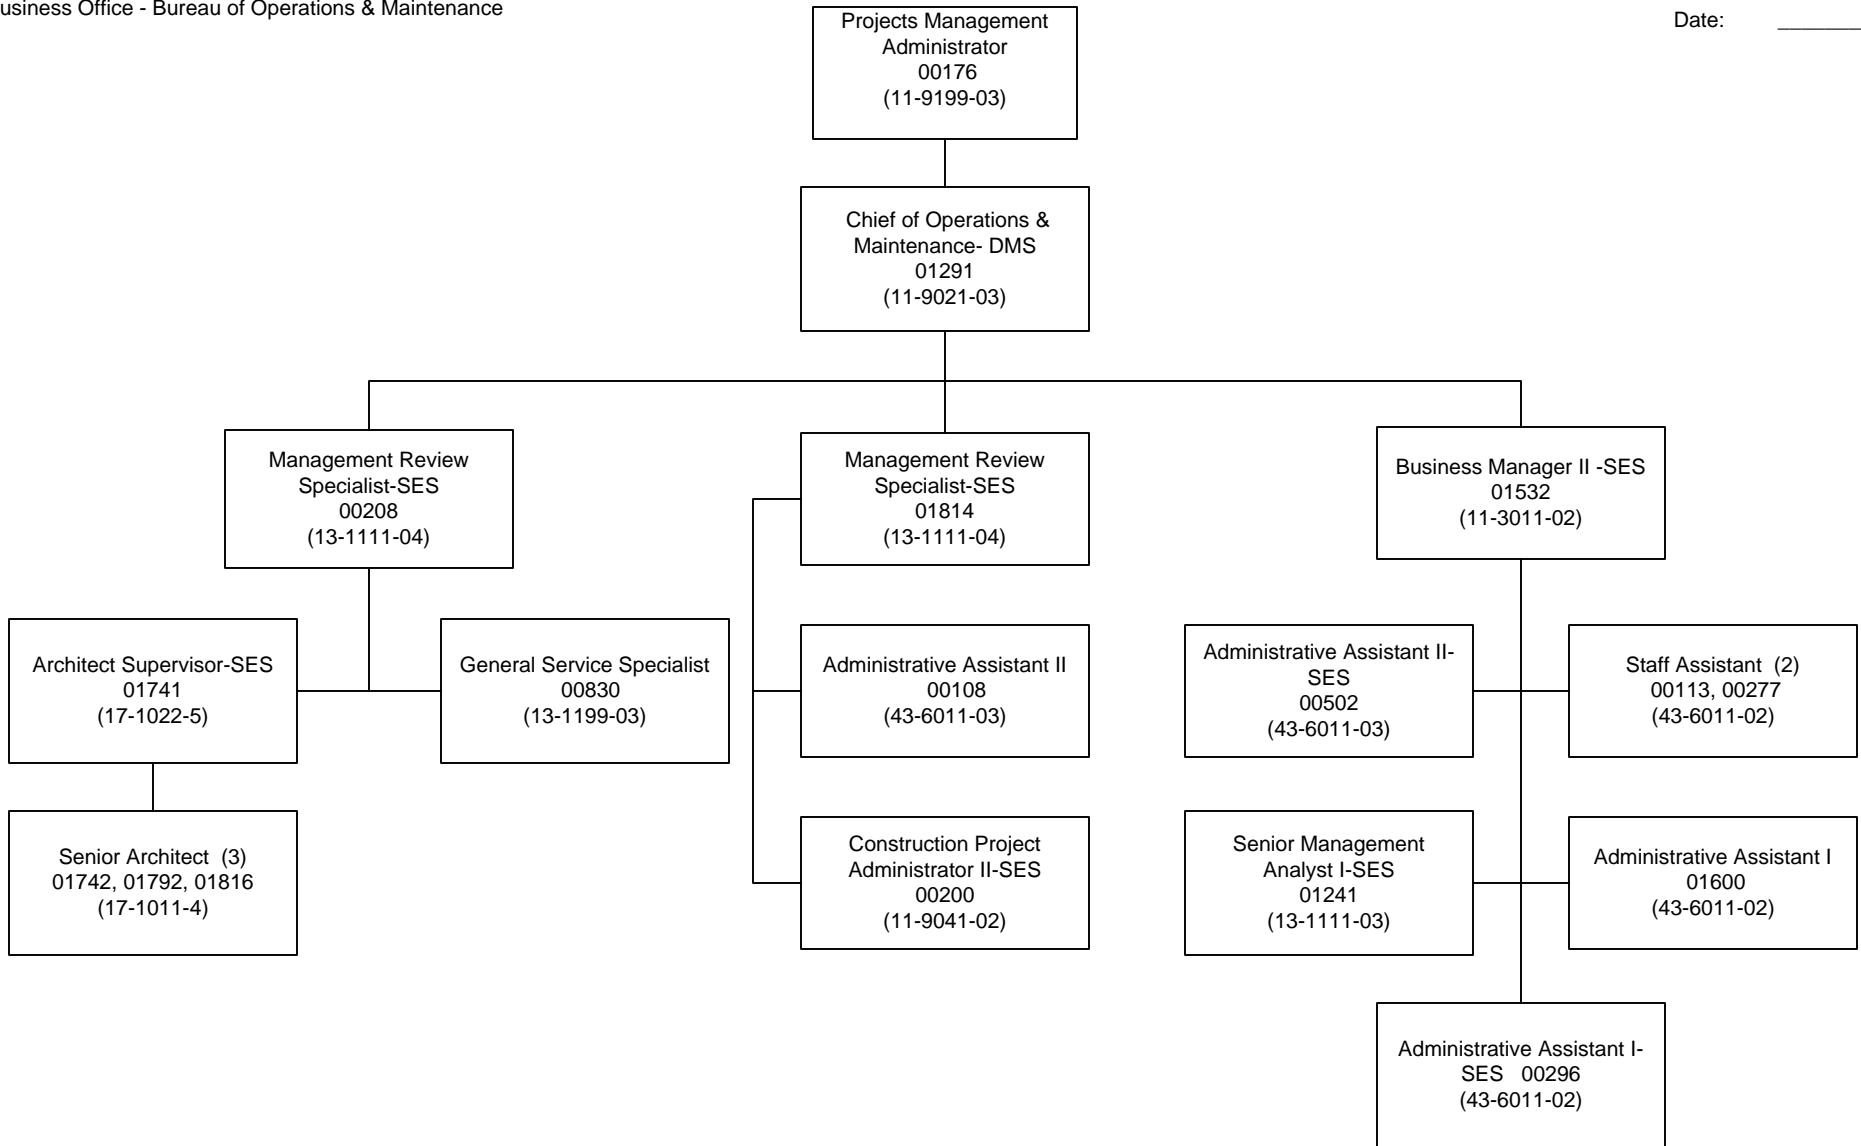 usiness Office - Bureau of Operations & Maintenance
Date: _______
Projects Management
Administrator
00176
(11-9199-03)
Chief of Operations &
Maintenance- DMS
01291
(11-9021-03)
Management Review
Specialist-SES
00208
(13-1111-04)
Management Review
Specialist-SES
01814
(13-1111-04)
Business Manager II -SES
01532
(11-3011-02)
Architect Supervisor-SES
01741
(17-1022-5)
General Service Specialist
00830
(13-1199-03)
Administrative Assistant II
00108
(43-6011-03)
Administrative Assistant II-
SES
00502
(43-6011-03)
Staff Assistant  (2)
00113, 00277
(43-6011-02)
Senior Architect  (3)
01742, 01792, 01816
(17-1011-4)
Construction Project
Administrator II-SES
00200
(11-9041-02)
Senior Management
Analyst I-SES
01241
(13-1111-03)
Administrative Assistant I
01600
(43-6011-02)
Administrative Assistant I-
SES   00296
(43-6011-02)